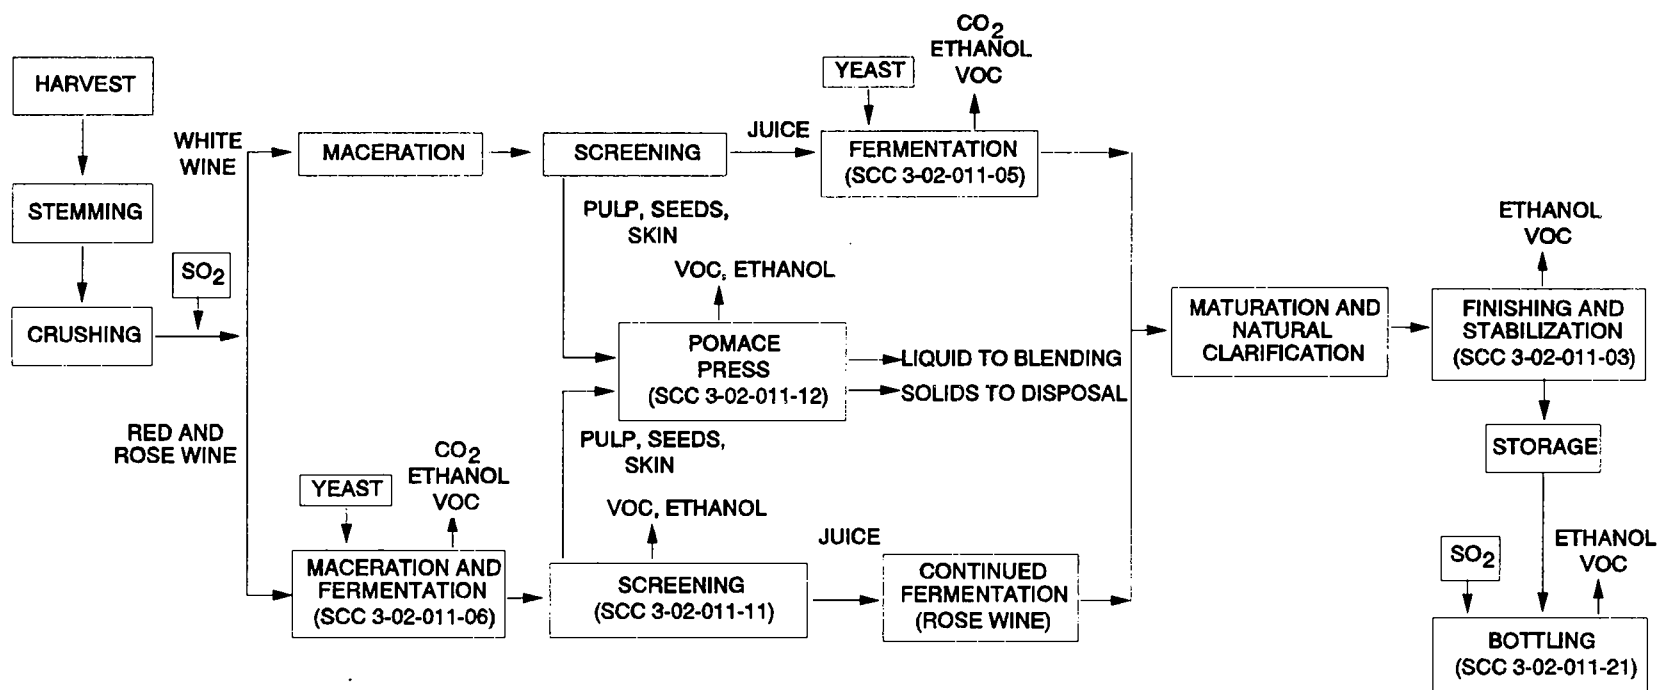 HARVEST
STEMMING
CRUSHING
SO2
WHITE
WINE
RED AND
ROSE WINE
MACERATION
SCREENING
JUICE
YEAST
CO2
ETHANOL
VOC
FERMENTATION
(SCC 3-02-011-05)
PULP, SEEDS,
SKIN
VOC, ETHANOL
POMACE
PRESS
(SCC 3-02-011-12)
LIQUID TO BLENDING
SOLIDS TO DISPOSAL
PULP, SEEDS,
SKIN
YEAST
CO2
ETHANOL
VOC
MACERATION AND
FERMENTATION
(SCC 3-02-011-06)
VOC, ETHANOL
SCREENING
(SCC 3-02-011-11)
JUICE
CONTINUED
FERMENTATION
(ROSE WINE)
MATURATION AND
NATURAL
CLARIFICATION
ETHANOL
VOC
FINISHING AND
STABILIZATION
(SCC 3-02-011-03)
STORAGE
SO2
ETHANOL
VOC
BOTTLING
(SCC 3-02-011-21)